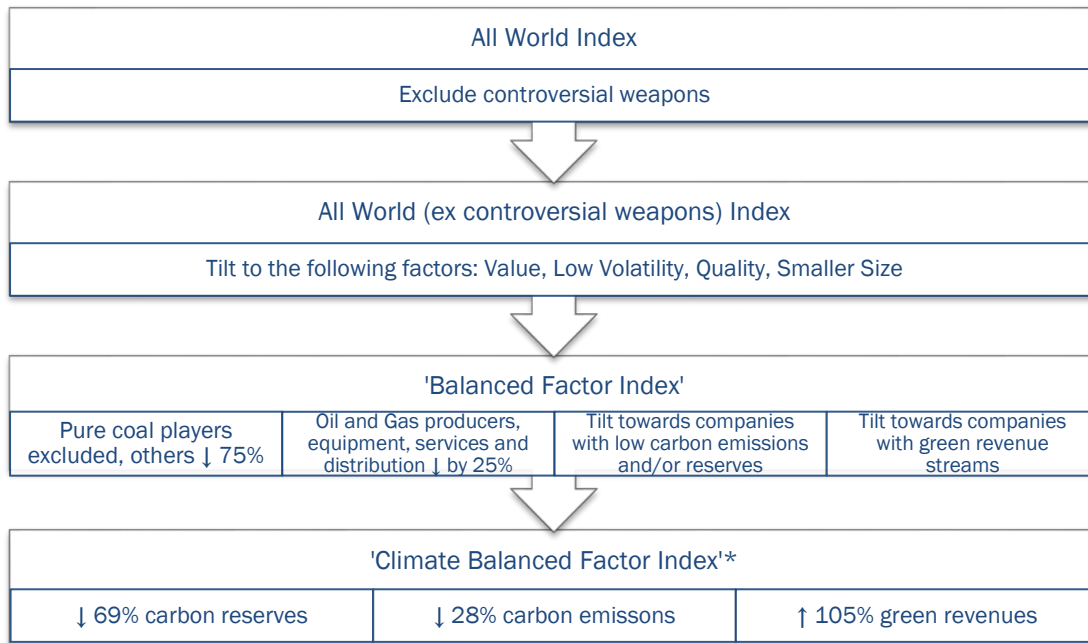 All World Index
Exclude controversial weapons
All World (ex controversial weapons) Index
Tilt to the following factors: Value, Low Volatility, Quality, Smaller Size
'Balanced Factor Index'
Pure coal players
excluded, others ↓ 75%
Oil and Gas producers,
equipment, services and
distribution ↓ by 25%
Tilt towards companies
with low carbon emissions
and/or reserves
Tilt towards companies
with green revenue
streams
'Climate Balanced Factor Index'*
↓ 69% carbon reserves
↓ 28% carbon emissons
↑ 105% green revenues